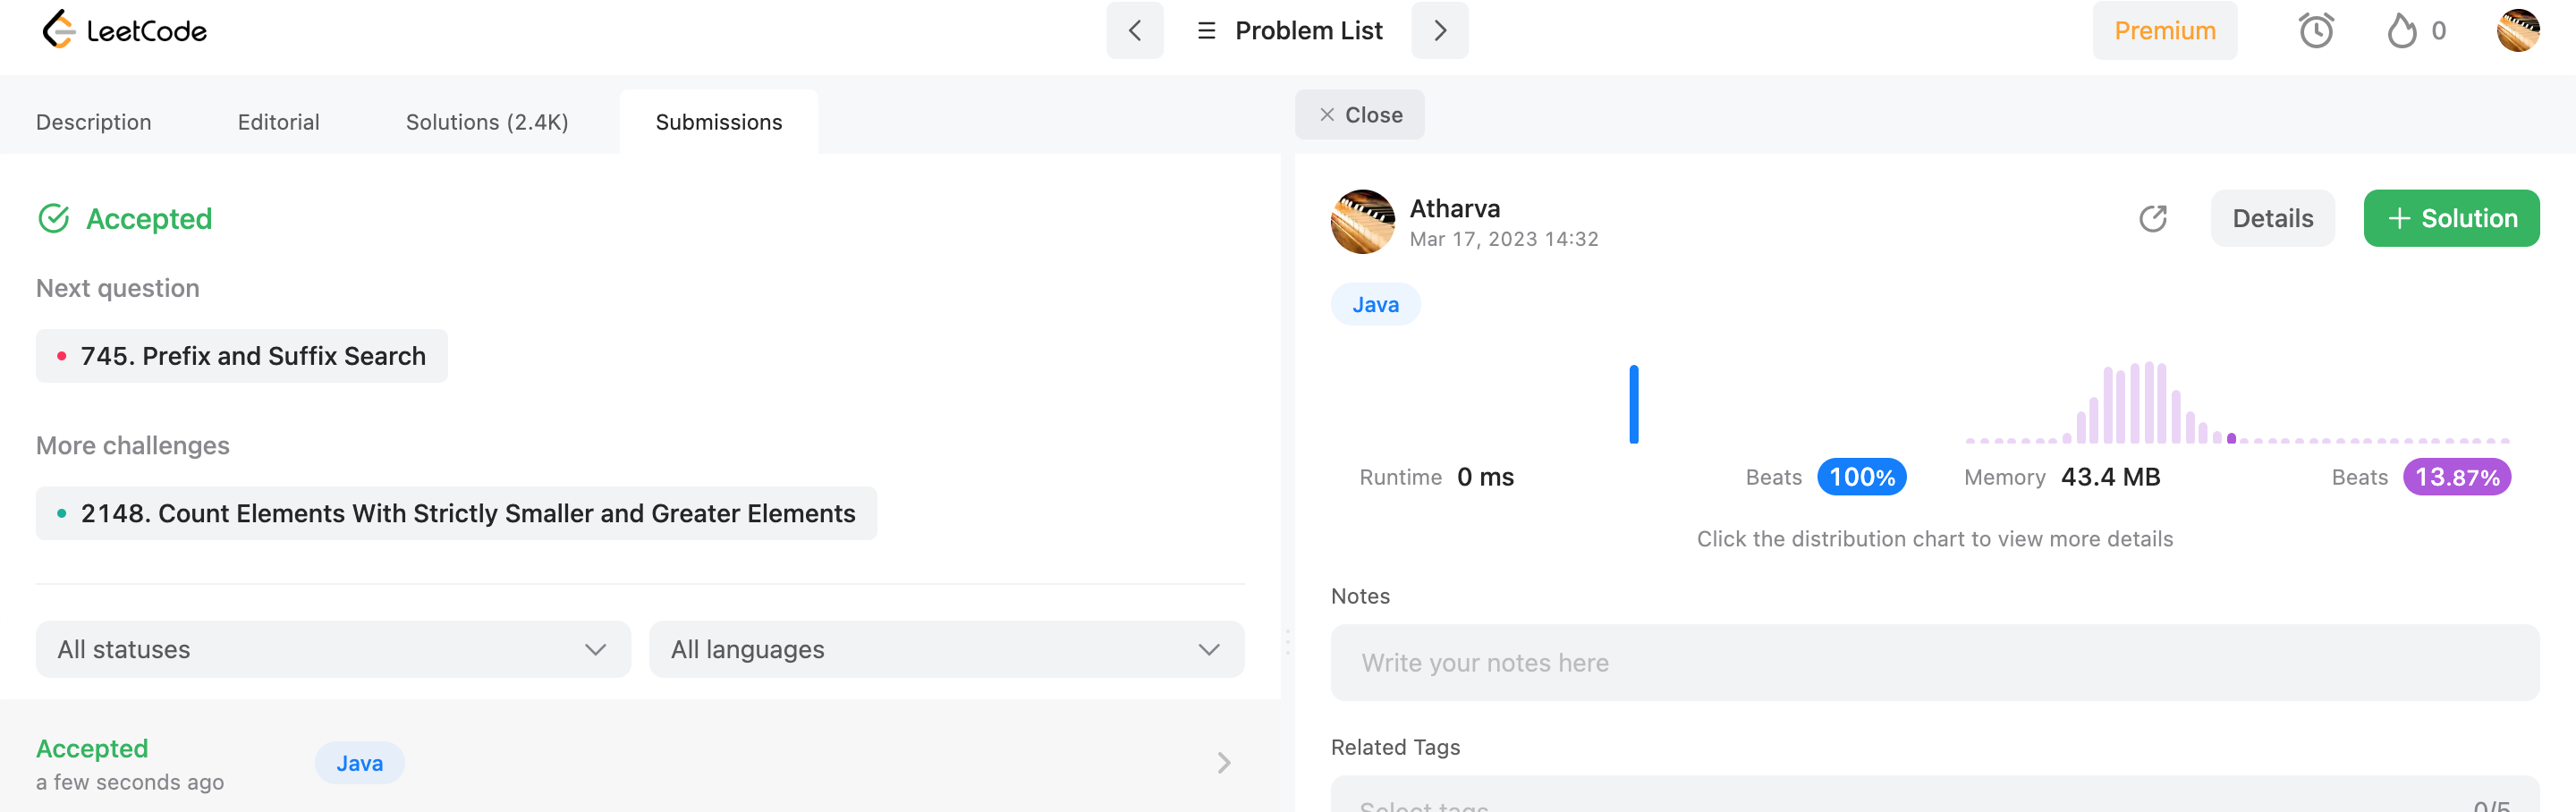 LeetCode
Problem List
Premium
0
Description
Editorial
Solutions (2.4K)
Submissions
Close
Accepted
Next question
745. Prefix and Suffix Search
More challenges
2148. Count Elements With Strictly Smaller and Greater Elements
All statuses
All languages
Accepted
a few seconds ago
Java
Atharva
Mar 17, 2023 14:32
Details
Solution
Java
Runtime 0 ms
Beats 100%
Memory 43.4 MB
Beats 13.87%
Click the distribution chart to view more details
Notes
Write your notes here
Related Tags
Select tags
0/5